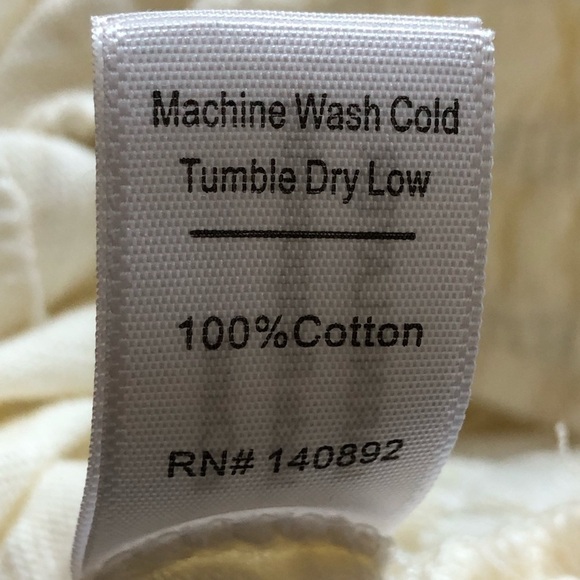 Machine Wash Cold
Tumble Dry Low
100%Cotton
RN# 140892